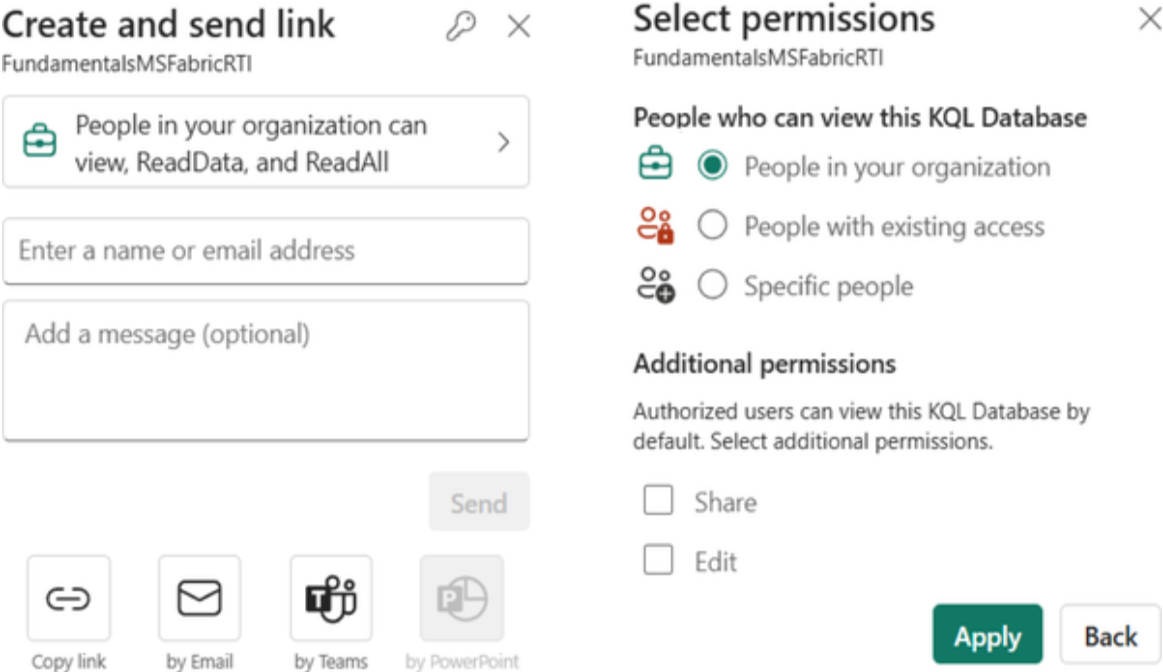 Create and send link
FundamentalsMSFabricRTI
People in your organization can
view, ReadData, and ReadAll
Enter a name or email address
Add a message (optional)
Send
Copy link
by Email
by Teams
by PowerPoint
Select permissions
FundamentalsMSFabricRTI
People who can view this KQL Database
People in your organization
People with existing access
Specific people
Additional permissions
Authorized users can view this KQL Database by
default. Select additional permissions.
Share
Edit
Apply
Back